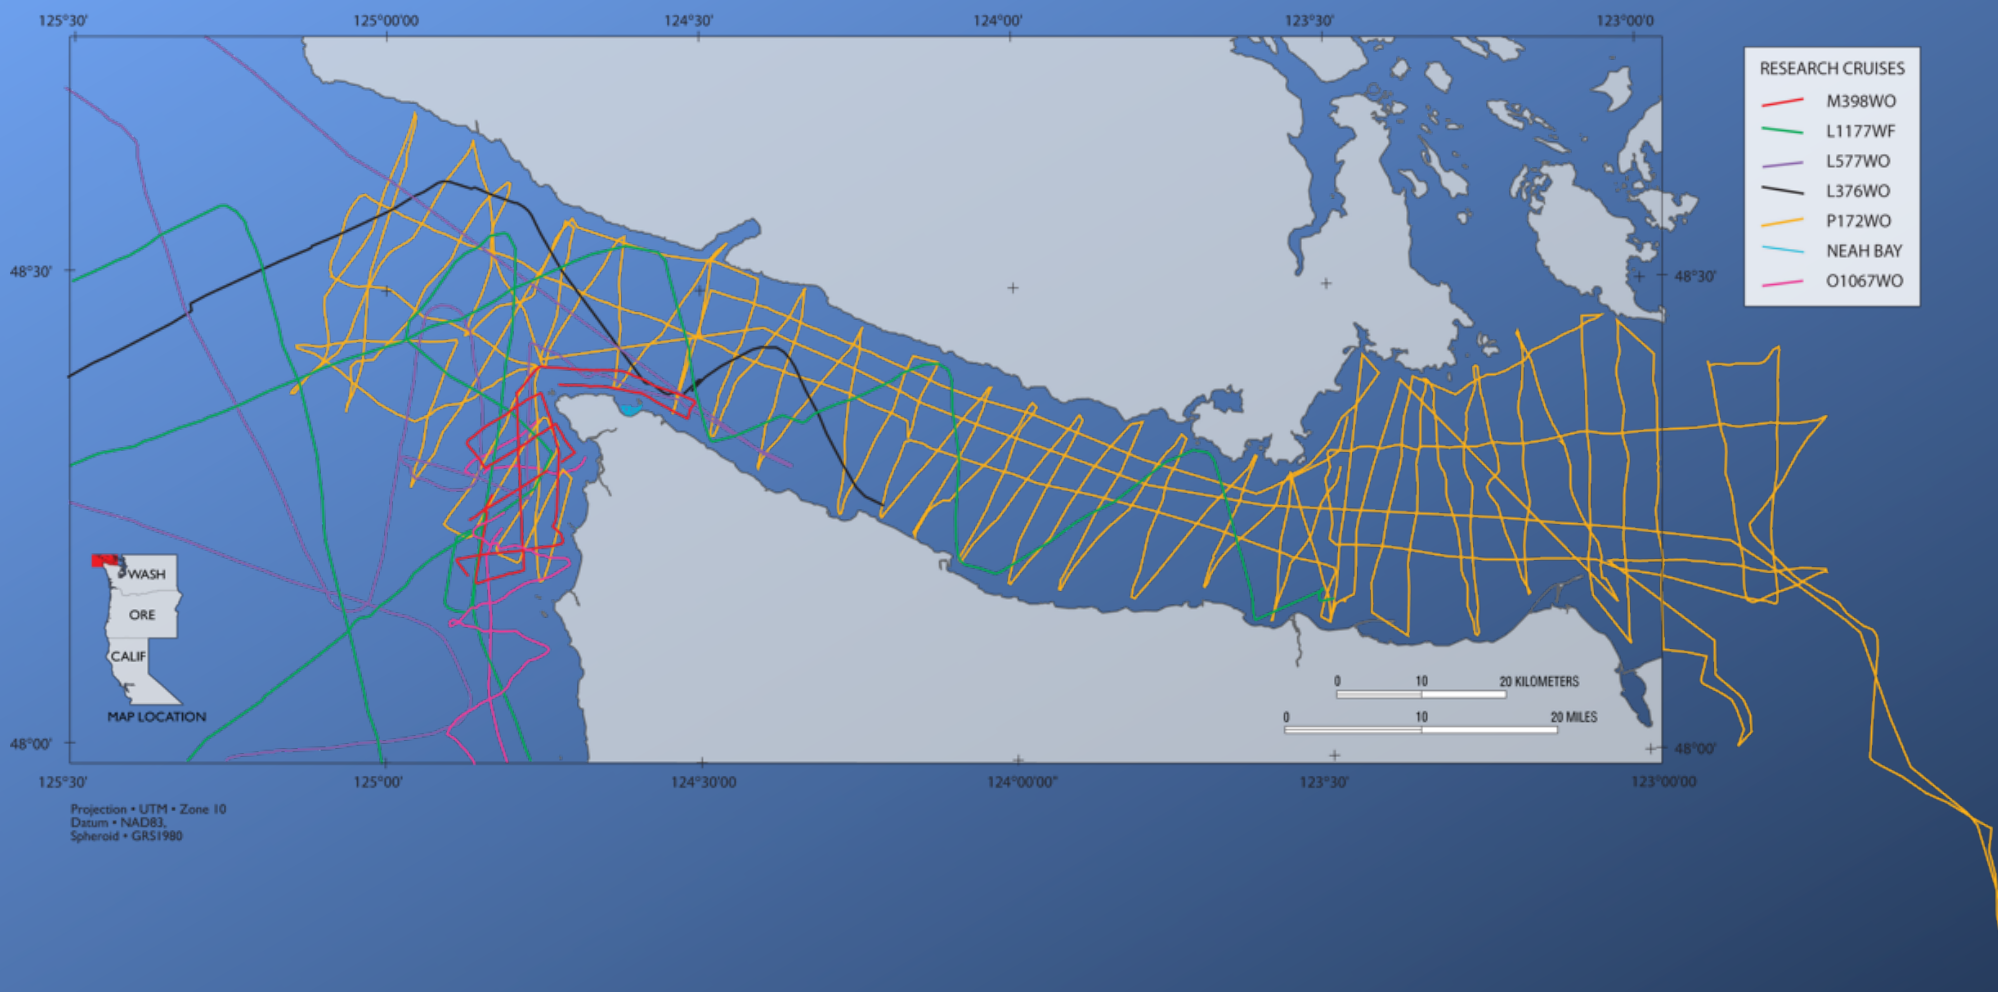 125°30' 125°00'00' 124°30' 124°00' 123°30' 123°00'0'
RESEARCH CRUISES
M398WO
L1177WF
L577WO
L376WO
P172WO
NEAH BAY
O1067WO
48°30' 48°30'
WASH
ORE
CALIF
MAP LOCATION
0 10 20 KILOMETERS
0 10 20 MILES
48°00' 48°00'
125°30' 125°00' 124°30'00' 124°00'00' 123°30' 123°00'00
Projection • UTM • Zone 10
Datum • NAD83,
Spheroid • GRS1980